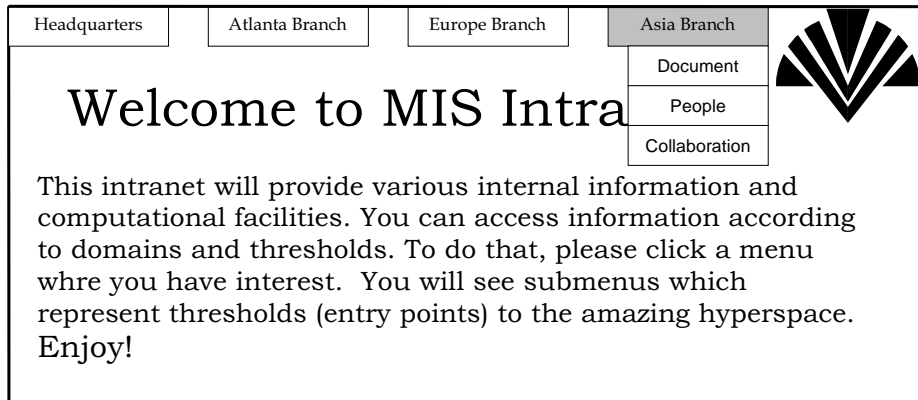 Headquarters Atlanta Branch Europe Branch Asia Branch
Document
People
Collaboration
Welcome to MIS Intra
This intranet will provide various internal information and
computational facilities. You can access information according
to domains and thresholds. To do that, please click a menu
whre you have interest.  You will see submenus which
represent thresholds (entry points) to the amazing hyperspace.
Enjoy!